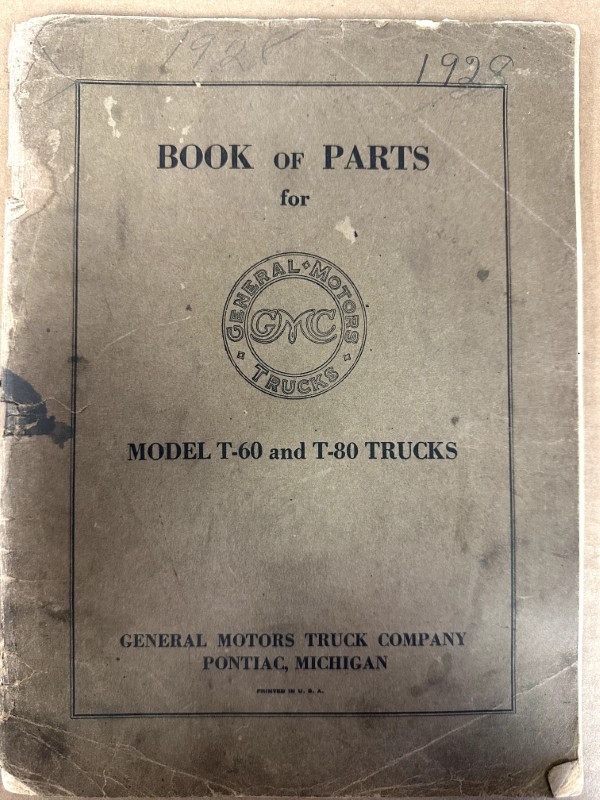 1928
1928
BOOK OF PARTS
for
GENERAL MOTORS
GMC
TRUCKS
MODEL T-60 and T-80 TRUCKS
GENERAL MOTORS TRUCK COMPANY
PONTIAC, MICHIGAN
PRINTED IN U. S. A.